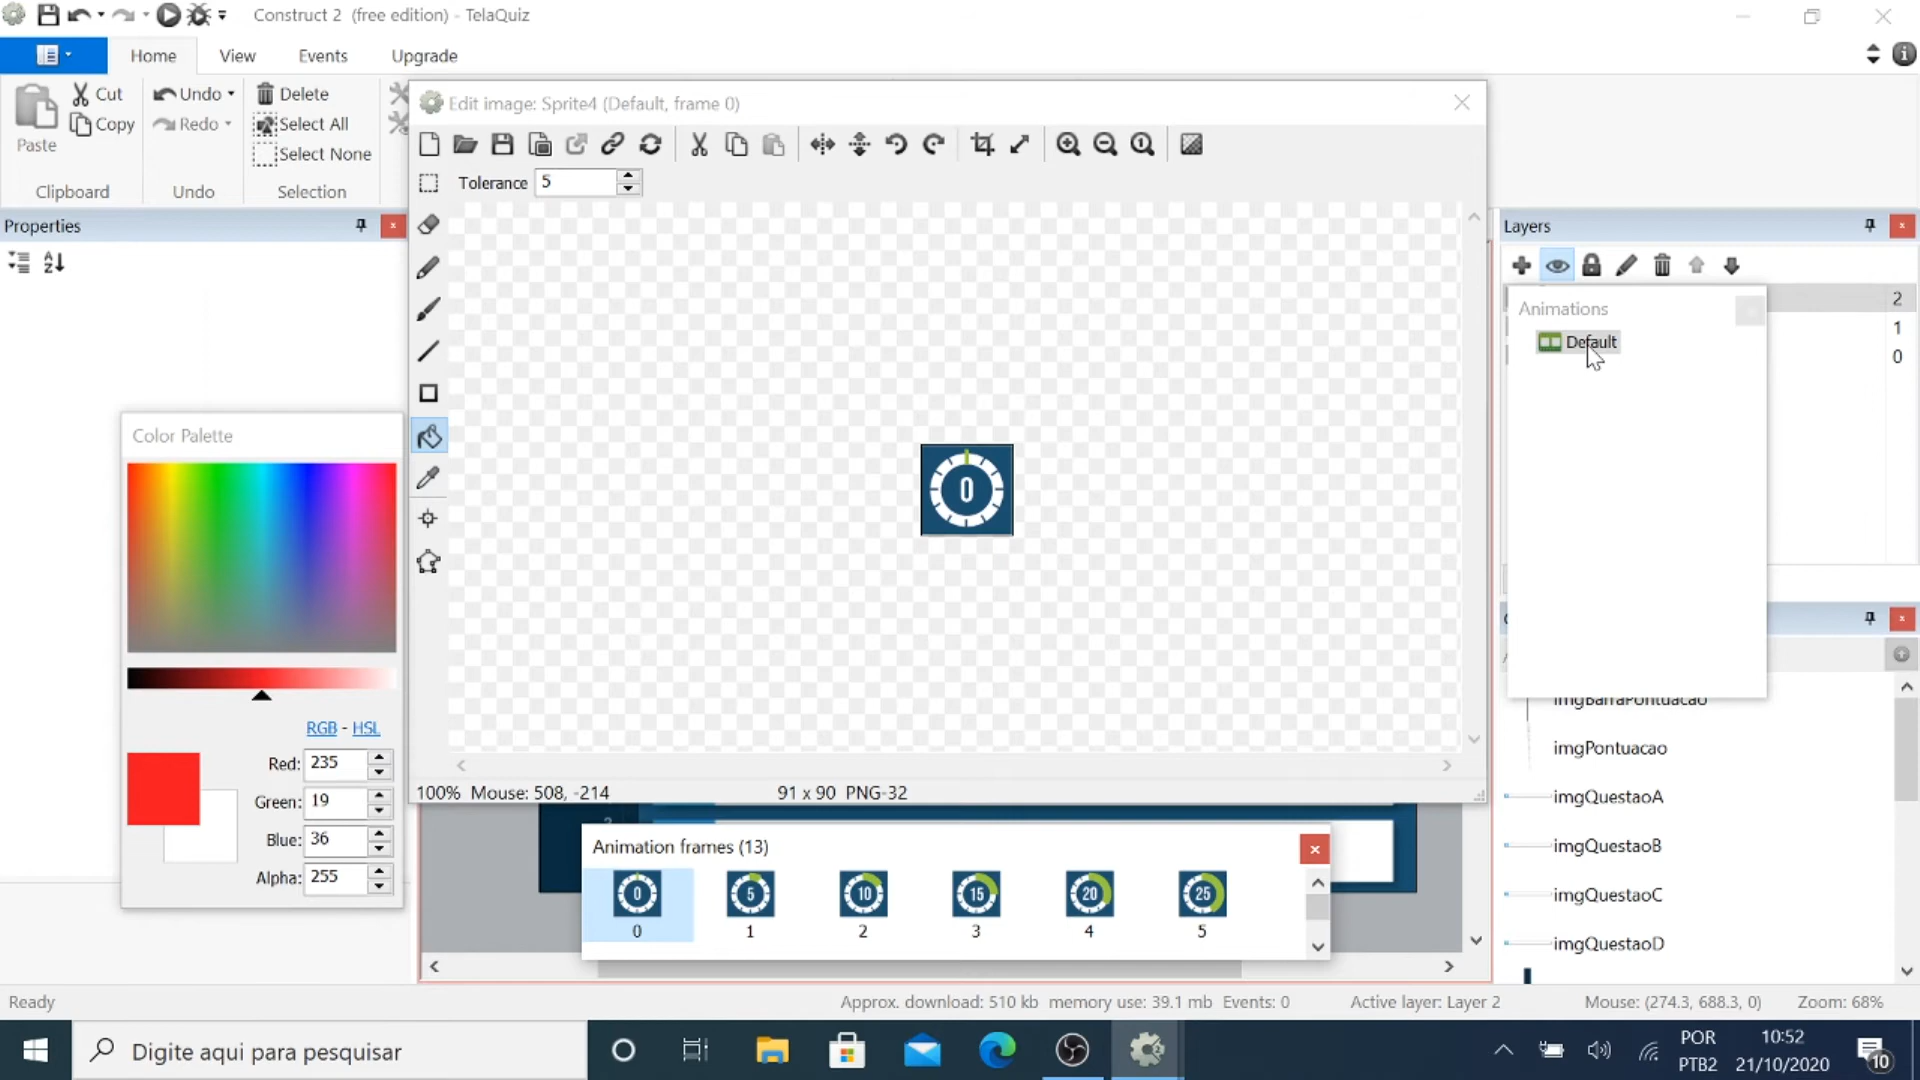 Construct 2 (free edition) - TelaQuiz
Home View Events Upgrade
Paste
Cut
Copy
Undo
Redo
Delete
Select All
Select None
Clipboard Undo Selection
Edit image: Sprite4 (Default, frame 0)
Tolerance 5
Properties
A
Z
Layers
2
1
0
Animations
Default
0
Color Palette
RGB - HSL
Red: 235
Green: 19
Blue: 36
Alpha: 255
100% Mouse: 508, -214
91 x 90 PNG-32
Animation frames (13)
0 5 10 15 20 25
0 1 2 3 4 5
imgBarraPontuacao
imgPontuacao
imgQuestaoA
imgQuestaoB
imgQuestaoC
imgQuestaoD
Ready
Approx. download: 510 kb memory use: 39.1 mb Events: 0
Active layer: Layer 2
Mouse: (274.3, 688.3, 0)
Zoom: 68%
Digite aqui para pesquisar
POR
PTB2
10:52
21/10/2020
10